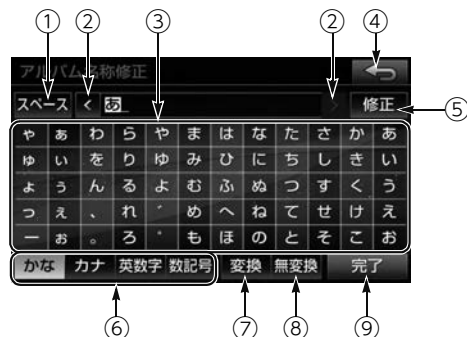 ① ② ③ ② ④
アルバム名称修正
スペース < あ > 修正 ⑤
ゃ ぁ わ ら や ま は な た さ か あ
ゅ ぃ を り ゆ み ひ に ち し き い
ょ ぅ ん る よ む ふ ぬ つ す く う
っ ぇ 、 れ ゛ め へ ね て せ け え
ー ぉ 。 ろ ゜ も ほ の と そ こ お
かな カナ 英数字 数記号 変換 無変換 完了
⑥ ⑦ ⑧ ⑨